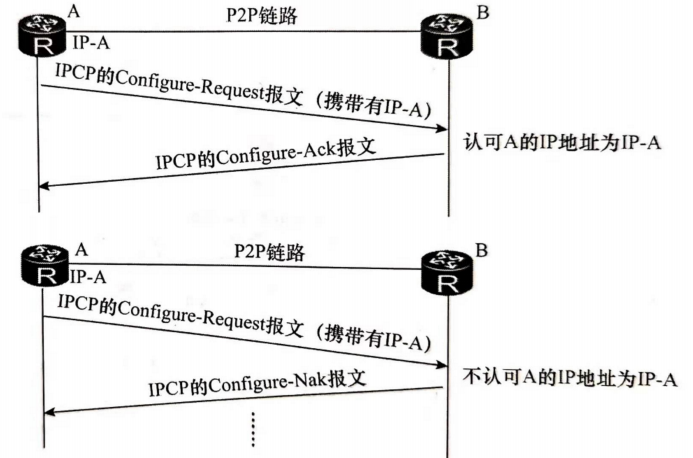 A
P2P链路
B
R
IP-A
R
IPCP的Configure-Request报文（携带有IP-A）
认可A的IP地址为IP-A
IPCP的Configure-Ack报文
A
P2P链路
B
R
IP-A
R
IPCP的Configure-Request报文（携带有IP-A）
不认可A的IP地址为IP-A
IPCP的Configure-Nak报文